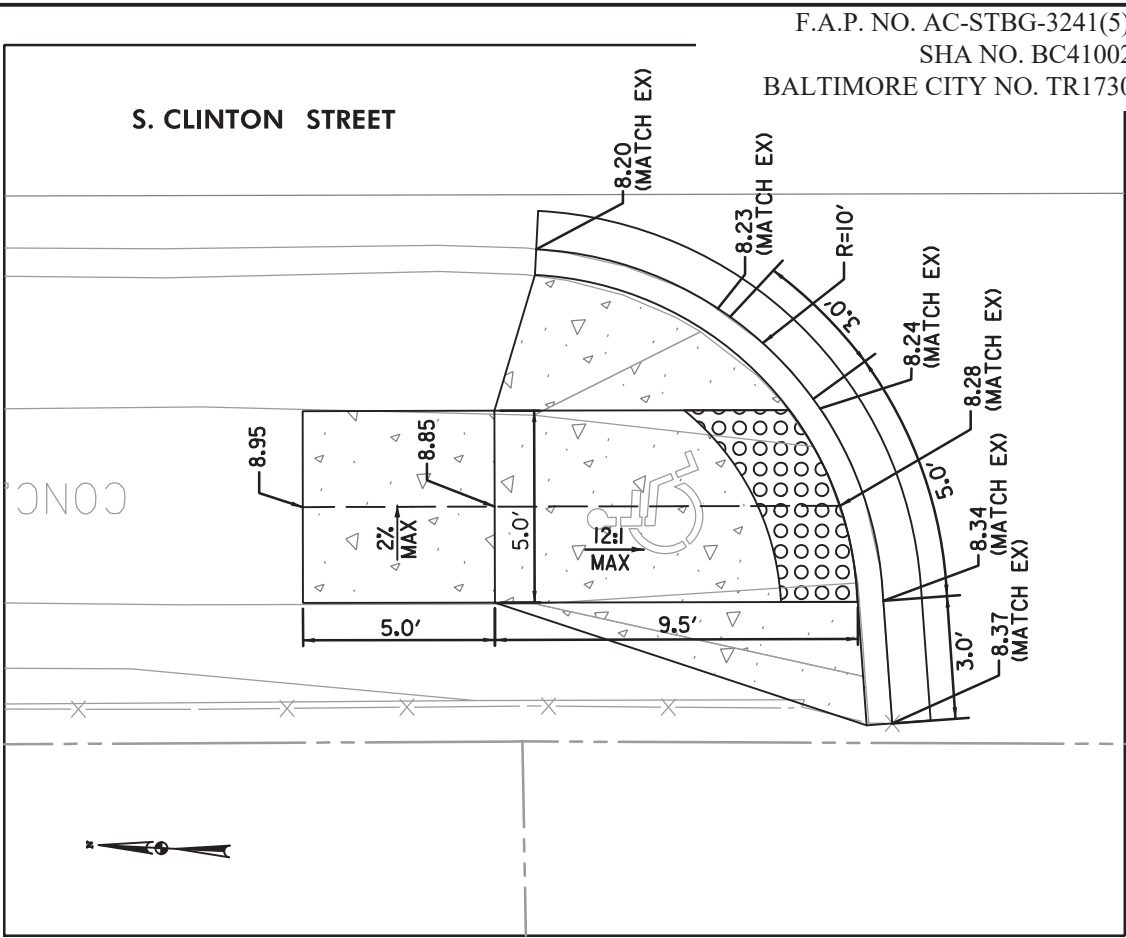 F.A.P. NO. AC-STBG-3241(5)
SHA NO. BC41002
BALTIMORE CITY NO. TR1730
S. CLINTON STREET
8.20
(MATCH EX)
8.23
(MATCH EX)
R=10'
3.0'
8.24
(MATCH EX)
8.28
(MATCH EX)
5.0'
8.34
(MATCH EX)
8.37
(MATCH EX)
3.0'
8.95
8.85
CONC.
2%
MAX
5.0'
12:1
MAX
5.0'
9.5'
N